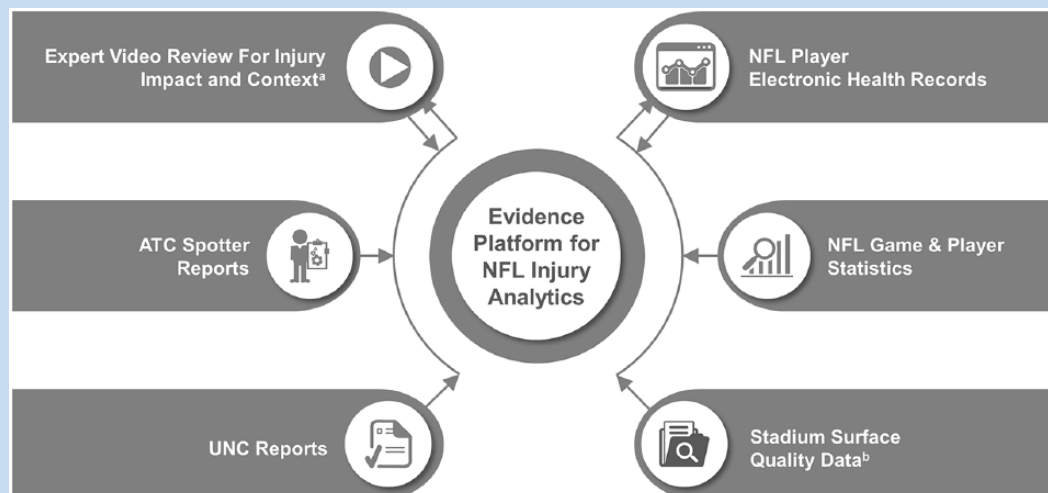 Expert Video Review For Injury
Impact and Contextᵃ
NFL Player
Electronic Health Records
ATC Spotter
Reports
Evidence
Platform for
NFL Injury
Analytics
NFL Game & Player
Statistics
UNC Reports
Stadium Surface
Quality Dataᵇ